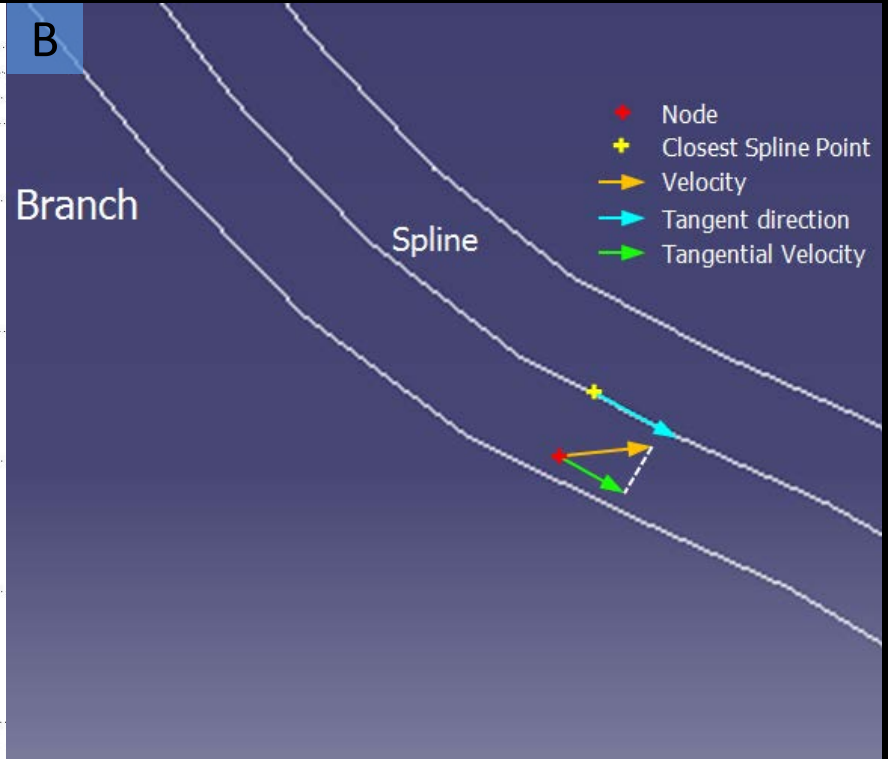 B
Branch
Spline
Node
Closest Spline Point
Velocity
Tangent direction
Tangential Velocity